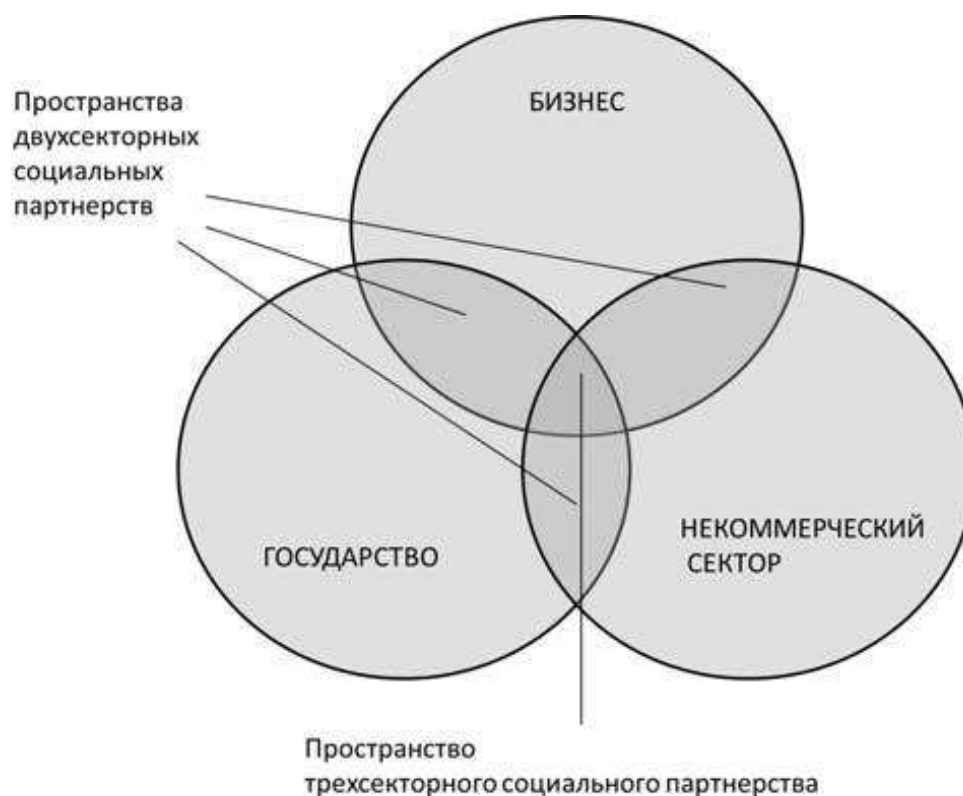 Пространства
двухсекторных
социальных
партнерств
БИЗНЕС
ГОСУДАРСТВО
НЕКОММЕРЧЕСКИЙ
СЕКТОР
Пространство
трехсекторного социального партнерства